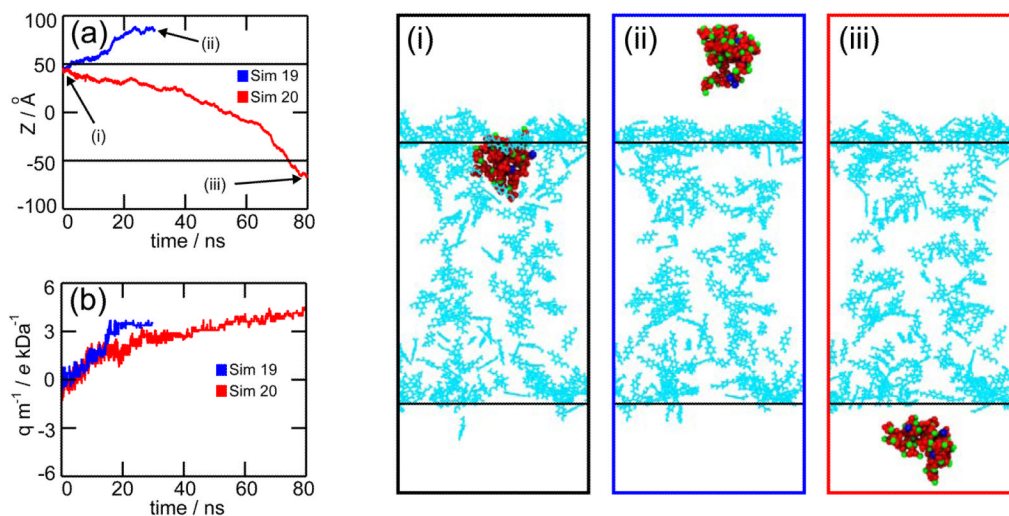 (a)
Z / Å
100
50
0
-50
-100
(i)
(ii)
(iii)
Sim 19
Sim 20
0 20 40 60 80
time / ns
(b)
q m⁻¹ / e kDa⁻¹
6
3
0
-3
-6
Sim 19
Sim 20
0 20 40 60 80
time / ns
(i)
(ii)
(iii)